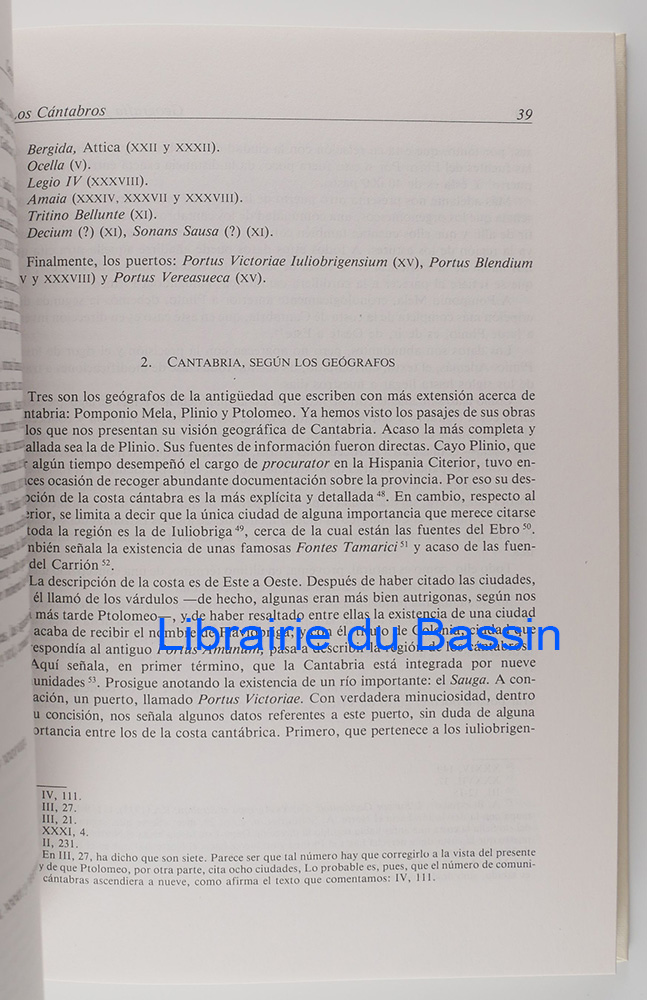 os Cántabros
39
Bergida, Attica (XXII y XXXII).
Ocella (V).
Legio IV (XXXVIII).
Amaia (XXXIV, XXXVII y XXXVIII).
Tritino Bellunte (XI).
Decium (?) (XI), Sonans Sausa (?) (XI).
Finalmente, los puertos: Portus Victoriae Iuliobrigensium (XV), Portus Blendium
V y XXXVIII) y Portus Vereasueca (XV).
2. CANTABRIA, SEGÚN LOS GEÓGRAFOS
Tres son los geógrafos de la antigüedad que escriben con más extensión acerca de
ntabria: Pomponio Mela, Plinio y Ptolomeo. Ya hemos visto los pasajes de sus obras
los que nos presentan su visión geográfica de Cantabria. Acaso la más completa y
allada sea la de Plinio. Sus fuentes de información fueron directas. Cayo Plinio, que
algún tiempo desempeñó el cargo de procurator en la Hispania Citerior, tuvo en-
ces ocasión de recoger abundante documentación sobre la provincia. Por eso su des-
pción de la costa cántabra es la más explícita y detallada 48. En cambio, respecto al
erior, se limita a decir que la única ciudad de alguna importancia que merece citarse
toda la región es la de Iuliobriga 49, cerca de la cual están las fuentes del Ebro 50.
mbién señala la existencia de unas famosas Fontes Tamarici 51 y acaso de las fuen-
del Carrión 52.
La descripción de la costa es de Este a Oeste. Después de haber citado las ciudades,
él llamó de los várdulos —de hecho, algunas eran más bien autrigonas, según nos
más tarde Ptolomeo—, y de haber resaltado entre ellas la existencia de una ciudad
acaba de recibir el nombre de Flaviobriga, y con él título de Colonia, ciudad que
respondía al antiguo Portus Amanum, pasa a describir la región de los cántabros.
Librairie du Bassin
Aquí señala, en primer término, que la Cantabria está integrada por nueve
unidades 53. Prosigue anotando la existencia de un río importante: el Sauga. A con-
ación, un puerto, llamado Portus Victoriae. Con verdadera minuciosidad, dentro
u concisión, nos señala algunos datos referentes a este puerto, sin duda de alguna
ortancia entre los de la costa cantábrica. Primero, que pertenece a los iuliobrigen-
IV, 111.
III, 27.
III, 21.
XXXI, 4.
II, 231.
En III, 27, ha dicho que son siete. Parece ser que tal número hay que corregirlo a la vista del presente
y de que Ptolomeo, por otra parte, cita ocho ciudades, Lo probable es, pues, que el número de comuni-
cántabras ascendiera a nueve, como afirma el texto que comentamos: IV, 111.